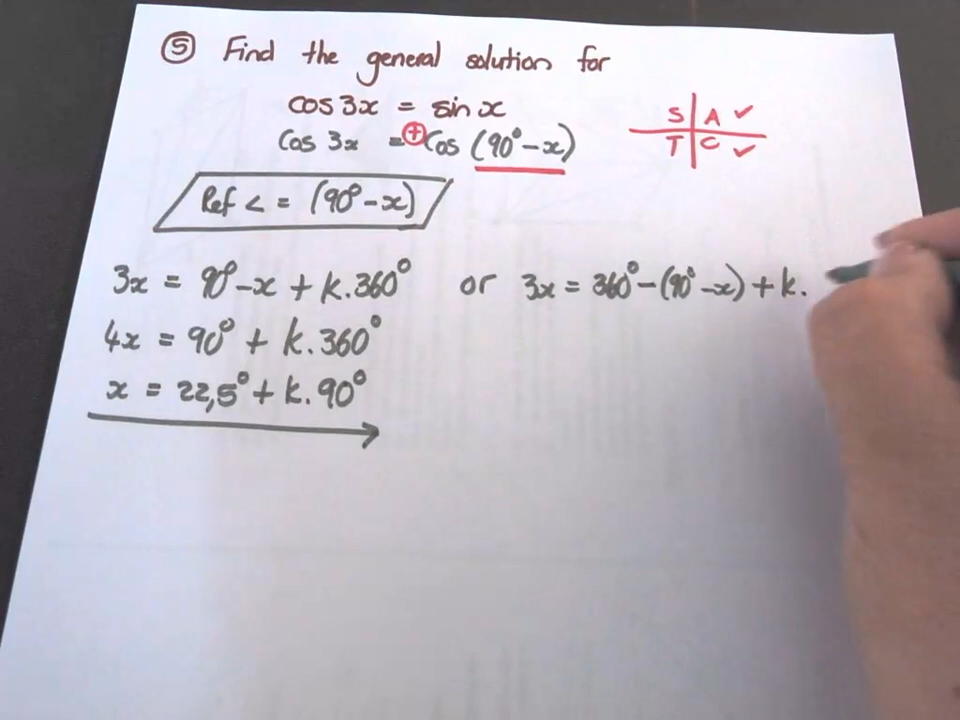 ⑤ Find the general solution for
cos 3x = sin x
S A ✓
Cos 3x = ⊕ Cos (90° − x)
T C ✓
Ref < = (90° − x)
3x = 90° − x + k.360° or 3x = 360° − (90° − x) + k.
4x = 90° + k.360°
x = 22,5° + k.90°